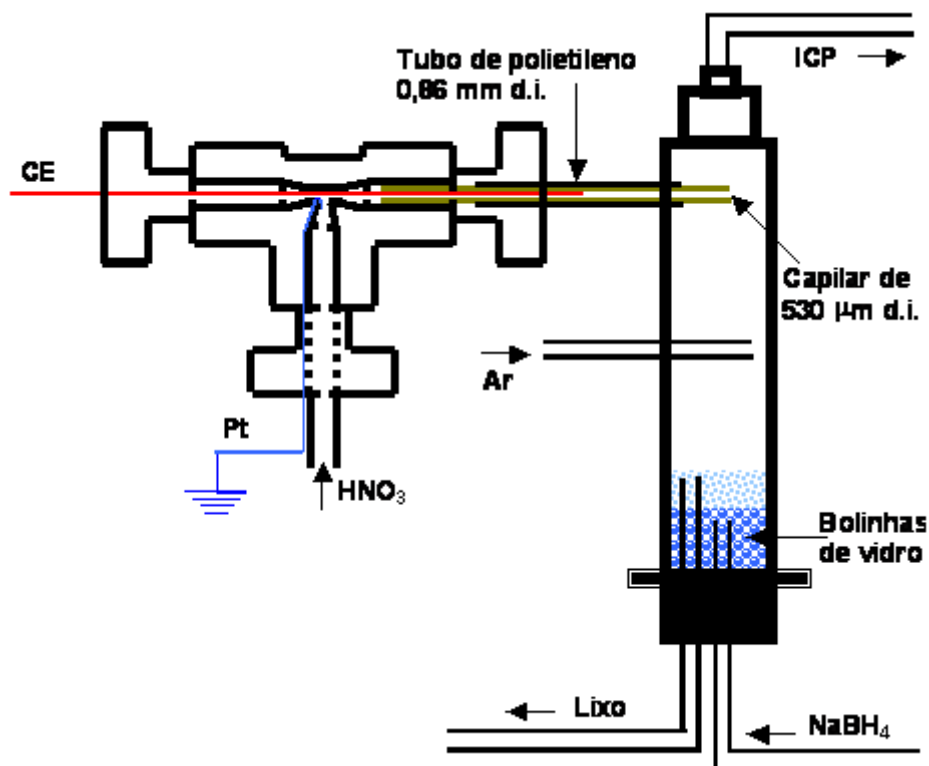 ICP
Tubo de polietileno
0,86 mm d.i.
CE
Capilar de
530 µm d.i.
Ar
Pt
HNO₃
Bolinhas
de vidro
Lixo
NaBH₄